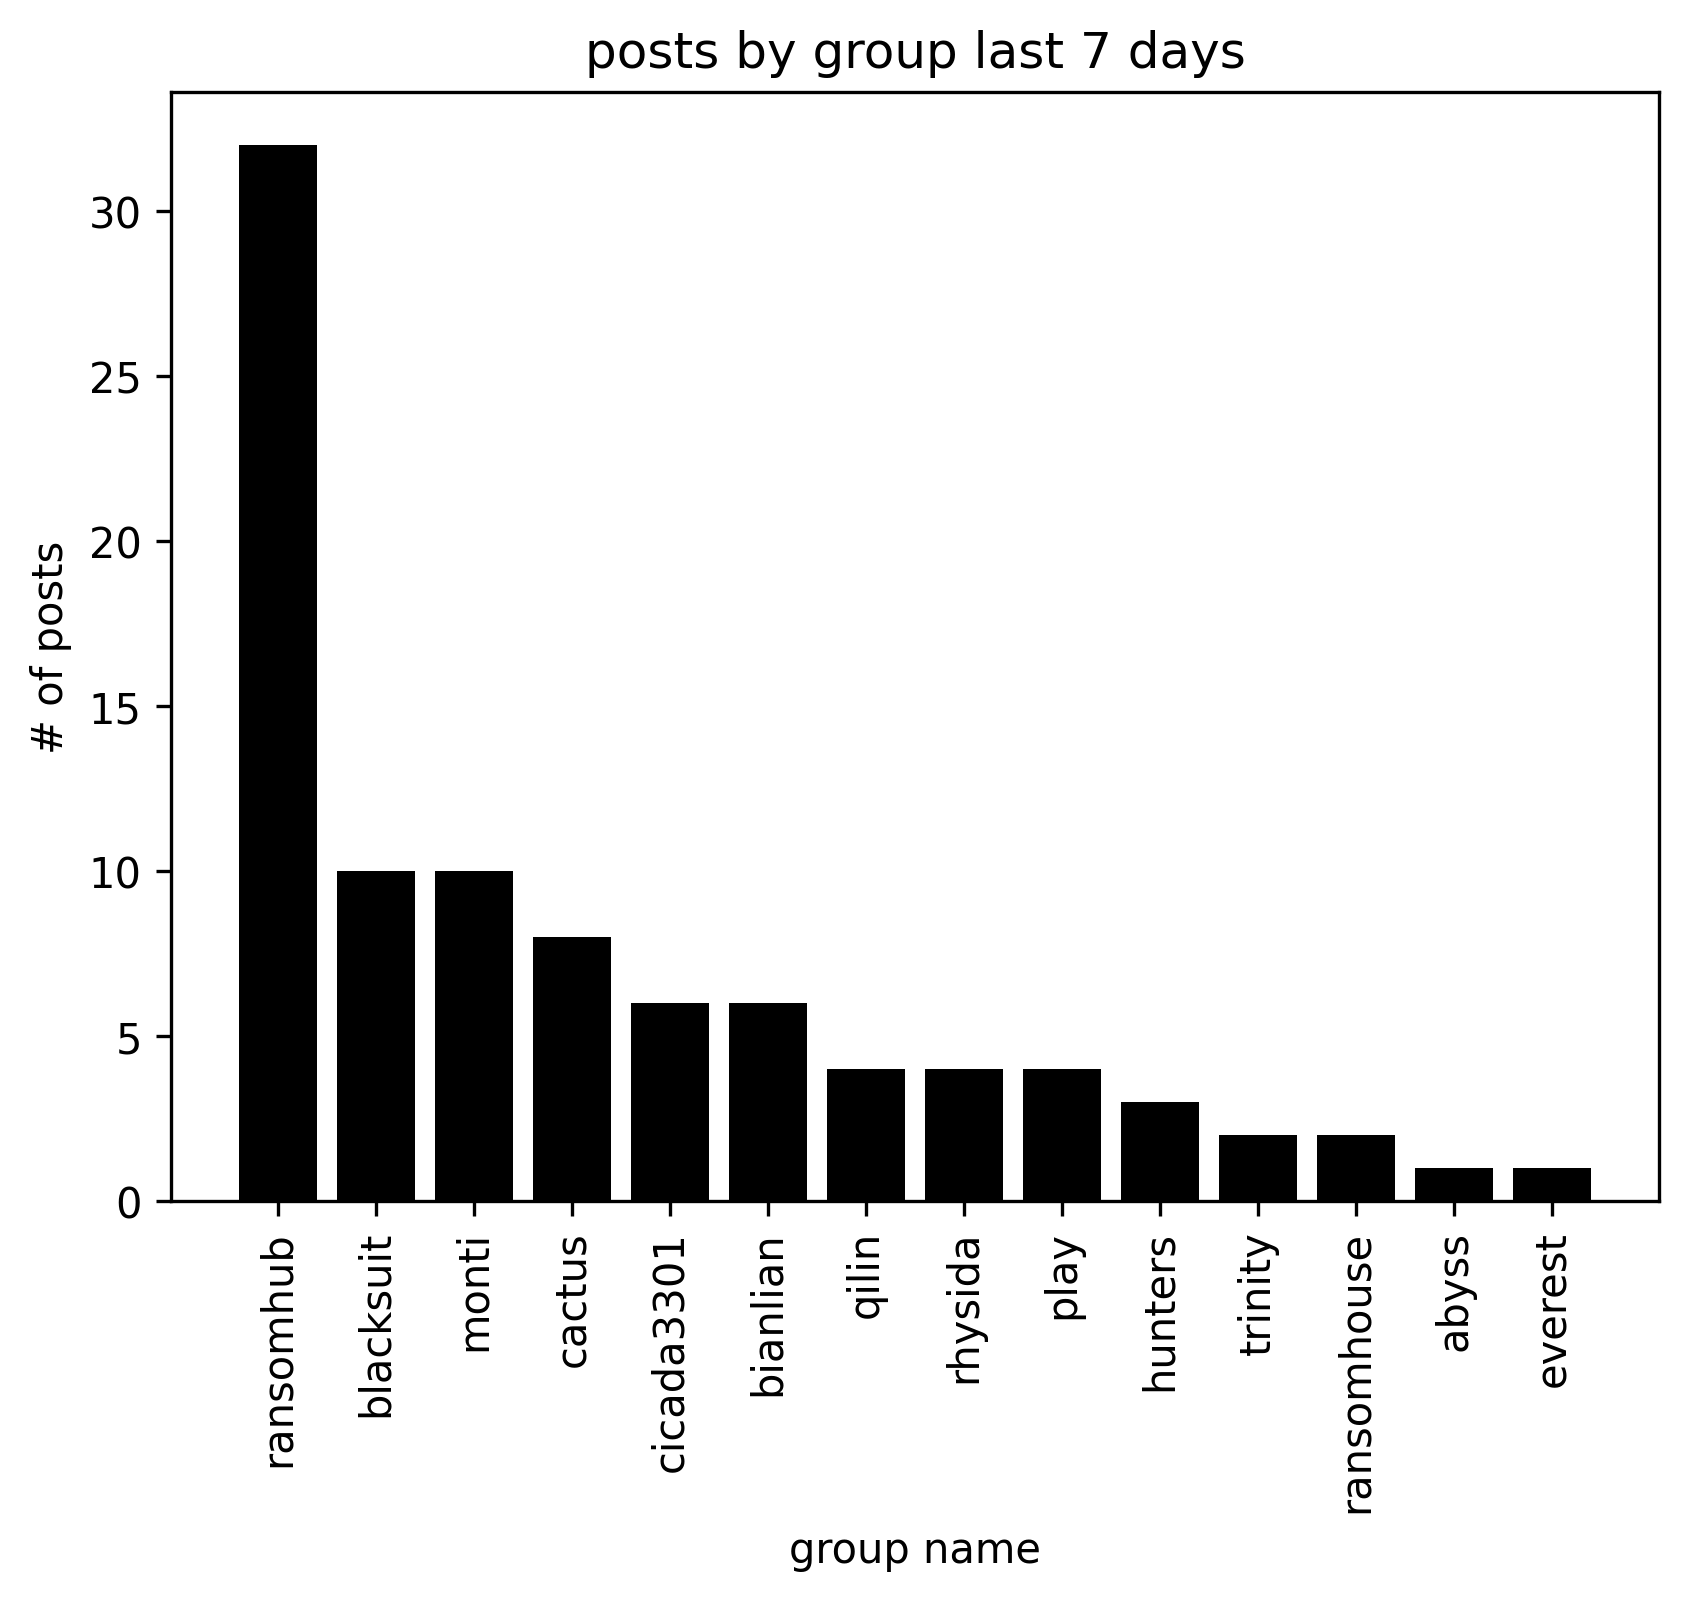 posts by group last 7 days
# of posts
30
25
20
15
10
5
0
ransomhub
blacksuit
monti
cactus
cicada3301
bianlian
qilin
rhysida
play
hunters
trinity
ransomhouse
abyss
everest
group name